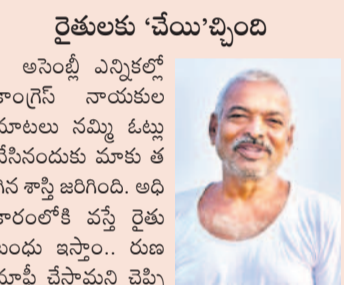 రైతులకు ‘చేయి’చ్చింది
అసెంబ్లీ ఎన్నికల్లో
కాంగ్రెస్ నాయకుల
మాటలు నమ్మి ఓట్లు
వేసినందుకు మాకు త
గిన శాస్తి జరిగింది. అధి
కారంలోకి వస్తే రైతు
బంధు ఇస్తాం.. రుణ
మాఫీ చేస్తామని చెప్పి